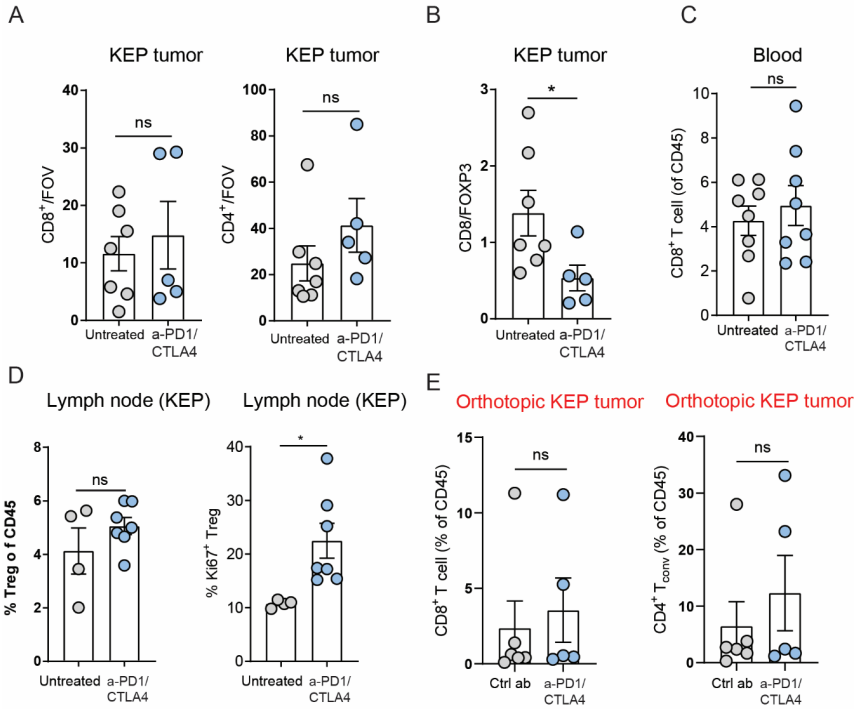 A
KEP tumor
CD8+/FOV
40
30
20
10
0
ns
Untreated
a-PD1/
CTLA4
KEP tumor
CD4+/FOV
100
80
60
40
20
0
ns
Untreated
a-PD1/
CTLA4
B
KEP tumor
CD8/FOXP3
3
2
1
0
*
Untreated
a-PD1/
CTLA4
C
Blood
CD8+ T cell (of CD45)
10
8
6
4
2
0
ns
Untreated
a-PD1/
CTLA4
D
Lymph node (KEP)
% Treg o f CD45
8
6
4
2
0
ns
Untreated
a-PD1/
CTLA4
Lymph node (KEP)
% Ki67+ Treg
40
30
20
10
0
*
Untreated
a-PD1/
CTLA4
E
Orthotopic KEP tumor
CD8+ T cell (% of CD45)
15
10
5
0
ns
Ctrl ab
a-PD1/
CTLA4
Orthotopic KEP tumor
CD4+ Tconv (% of CD45)
40
30
20
10
0
ns
Ctrl ab
a-PD1/
CTLA4